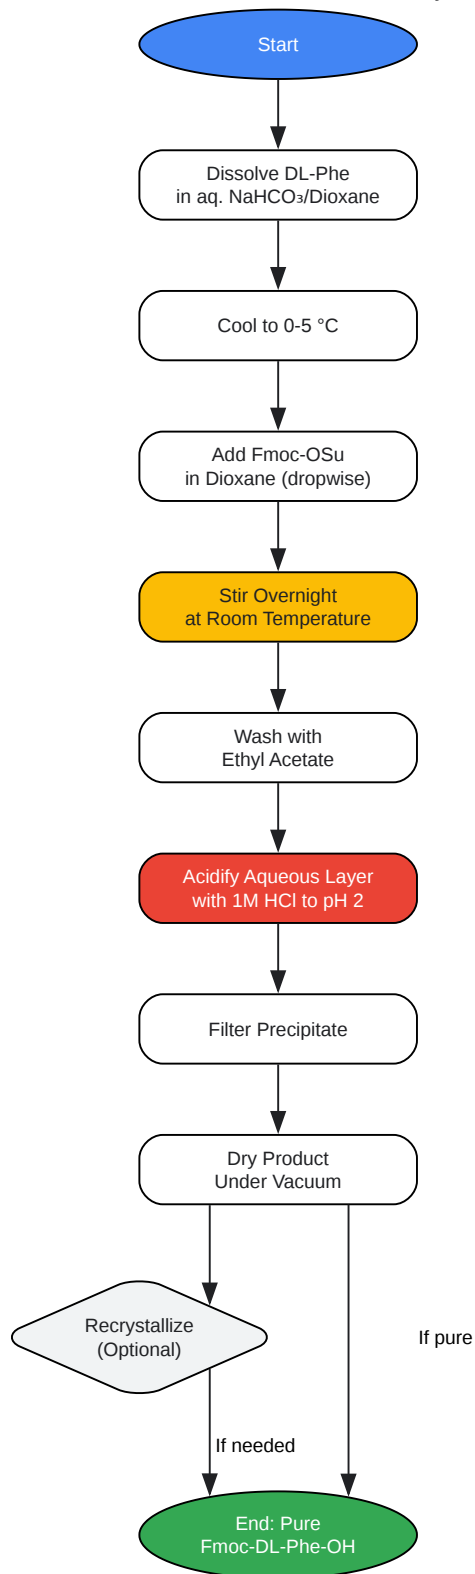 Start
Dissolve DL-Phe
in aq. NaHCO₃/Dioxane
Cool to 0-5 °C
Add Fmoc-OSu
in Dioxane (dropwise)
Stir Overnight
at Room Temperature
Wash with
Ethyl Acetate
Acidify Aqueous Layer
with 1M HCl to pH 2
Filter Precipitate
Dry Product
Under Vacuum
Recrystallize
(Optional)
If pure
If needed
End: Pure
Fmoc-DL-Phe-OH